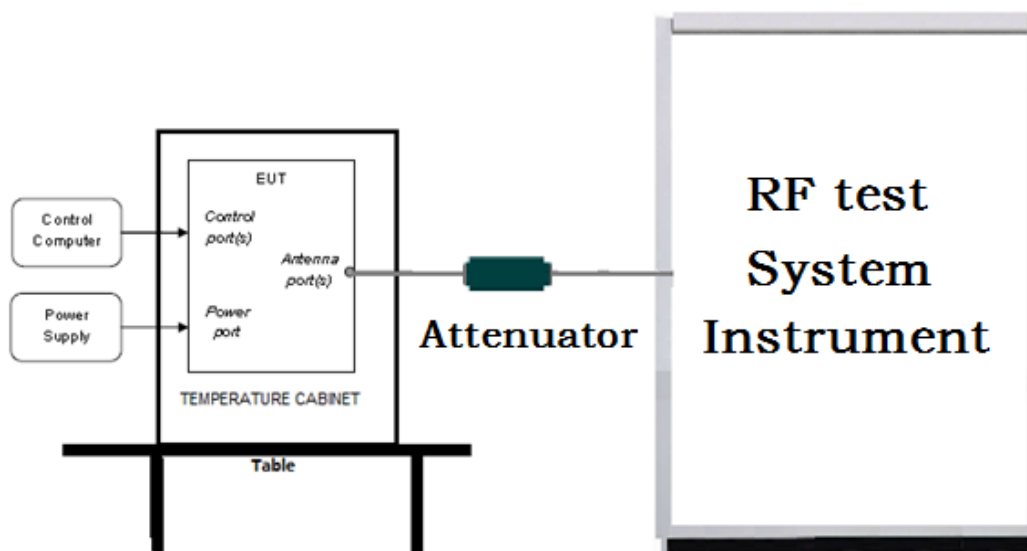 Control
Computer
Power
Supply
EUT
Control
port(s)
Antenna
port(s)
Power
port
TEMPERATURE CABINET
Table
Attenuator
RF test
System
Instrument